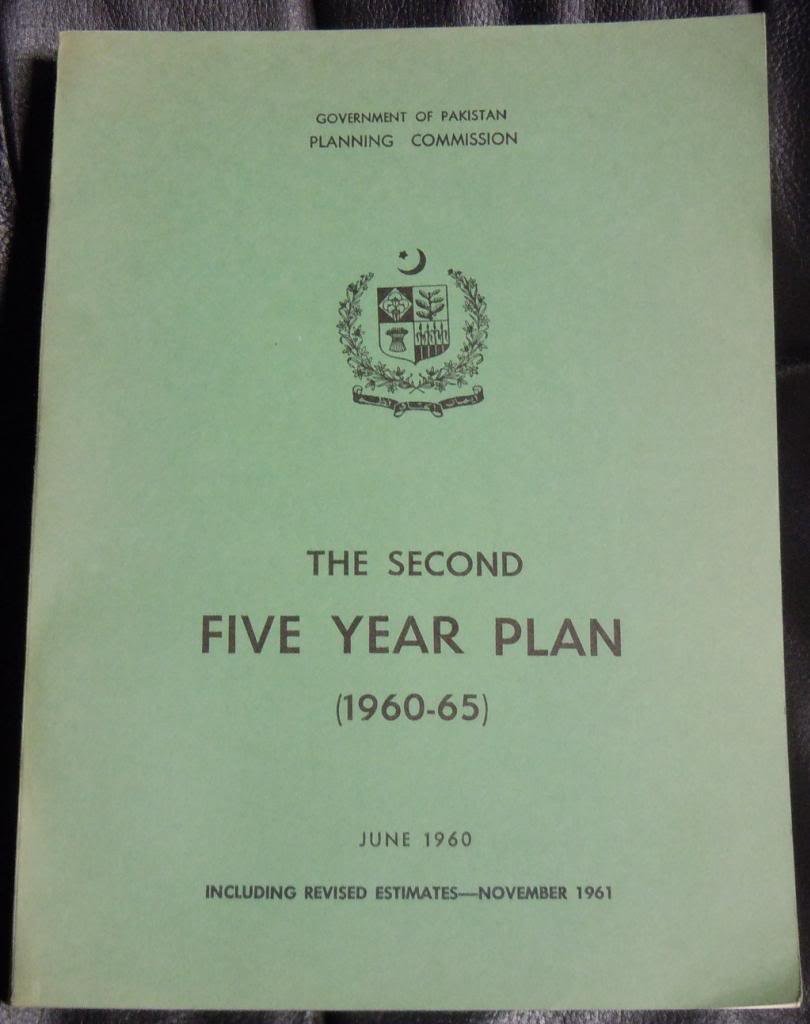 GOVERNMENT OF PAKISTAN
PLANNING COMMISSION
THE SECOND
FIVE YEAR PLAN
(1960-65)
JUNE 1960
INCLUDING REVISED ESTIMATES—NOVEMBER 1961